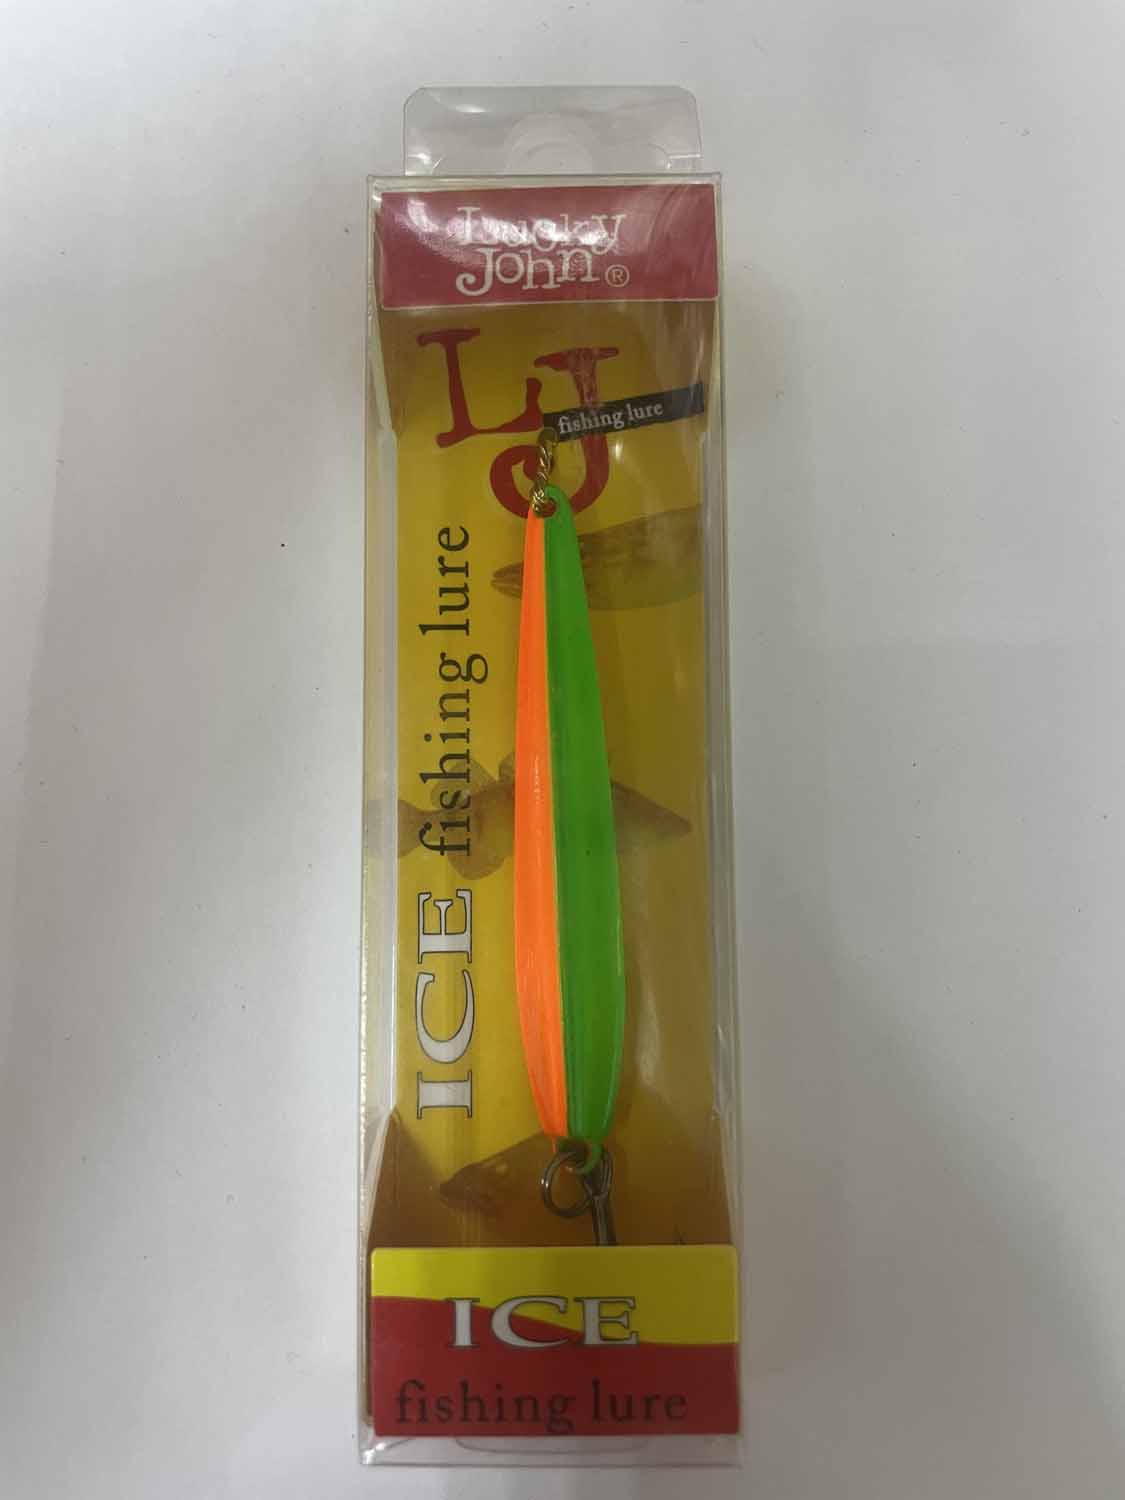 Lucky
John®
LJ
fishing lure
ICE fishing lure
ICE
fishing lure